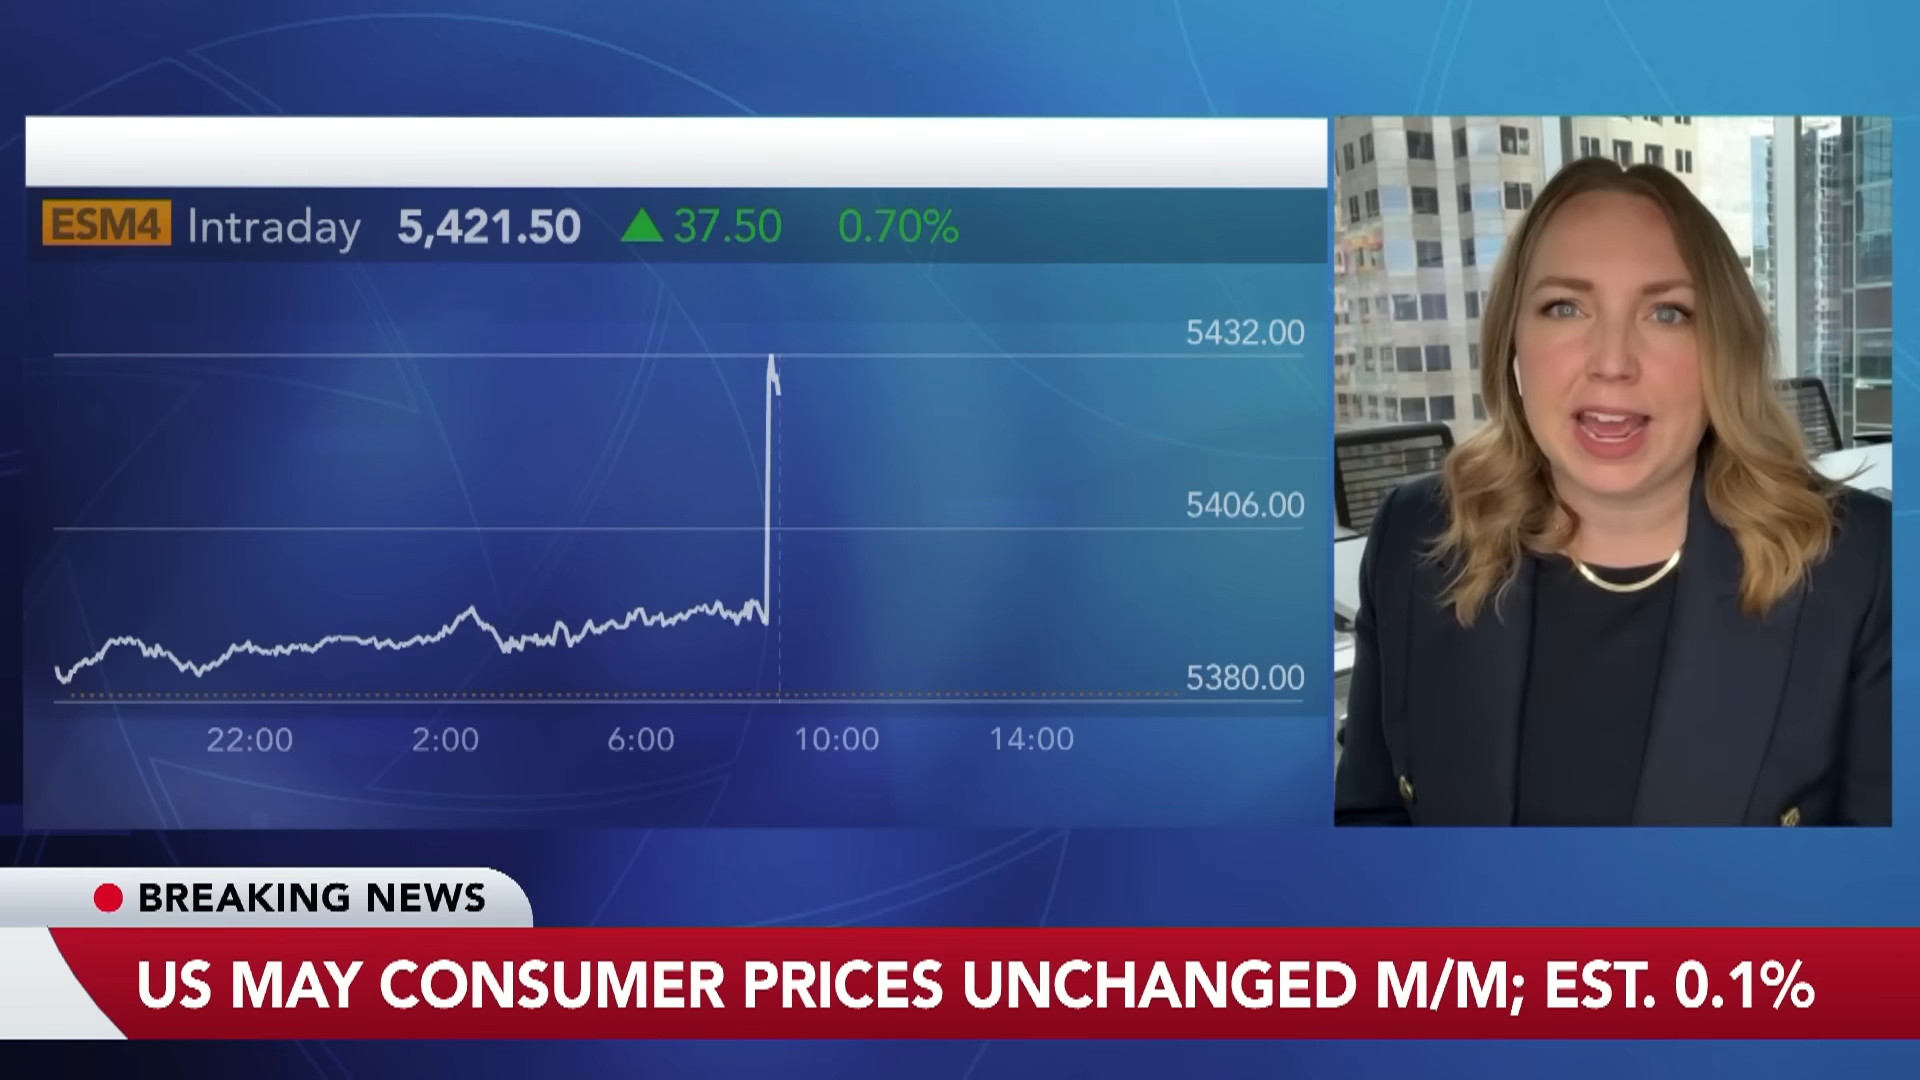 ESM4 Intraday 5,421.50 ▲ 37.50 0.70%
5432.00
5406.00
5380.00
22:00 2:00 6:00 10:00 14:00
BREAKING NEWS
US MAY CONSUMER PRICES UNCHANGED M/M; EST. 0.1%